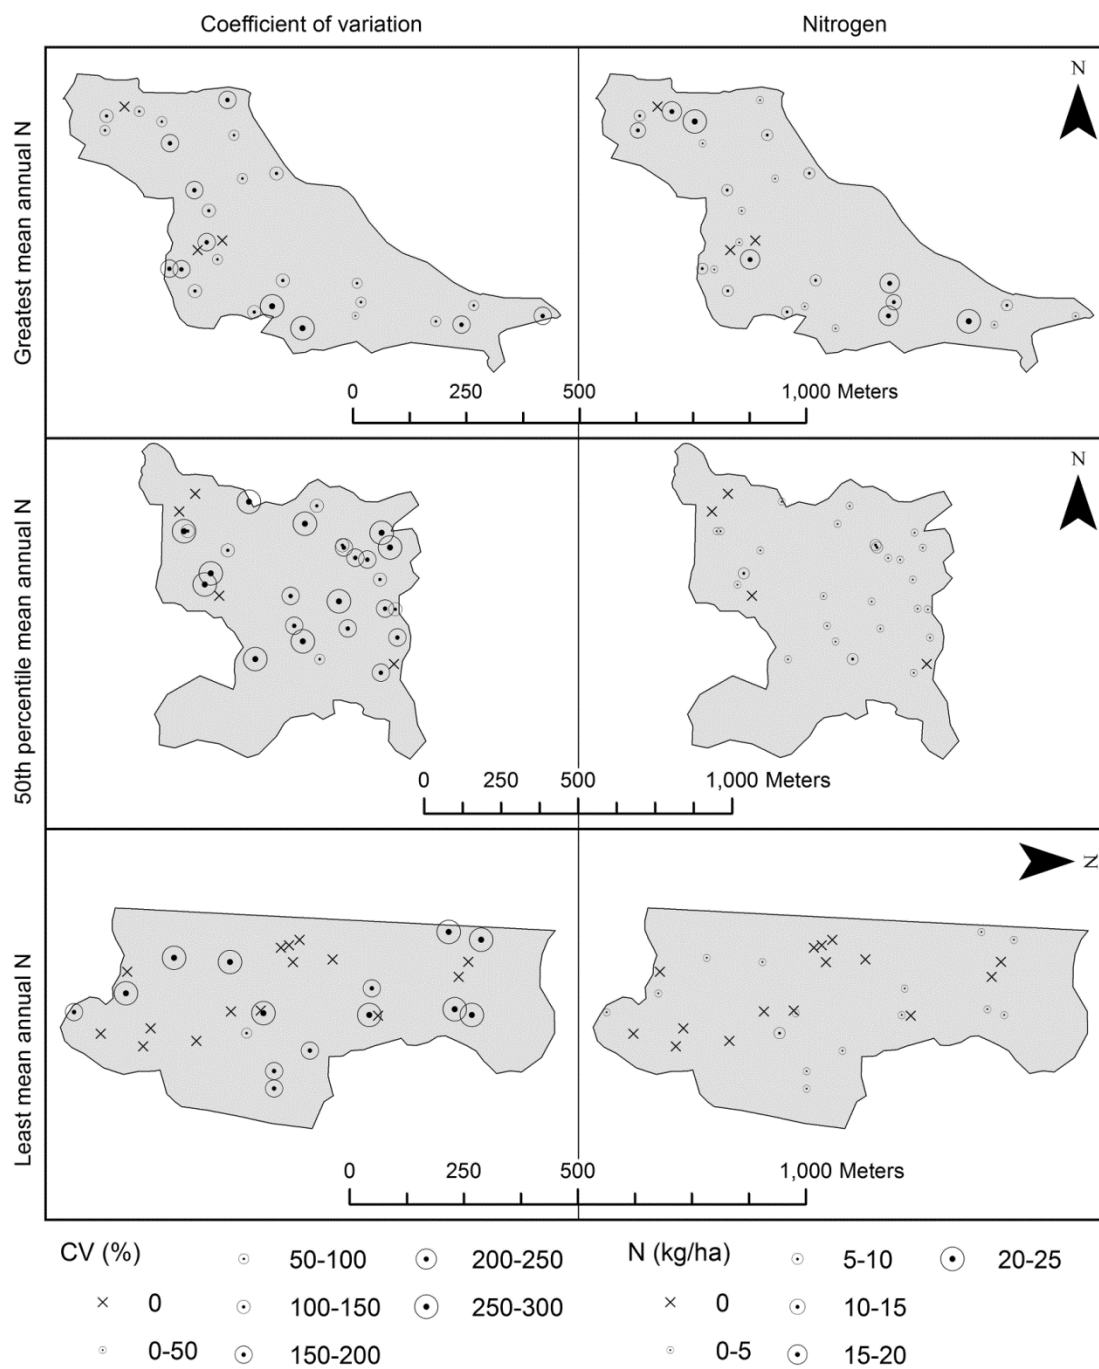 Coefficient of variation Nitrogen
Greatest mean annual N
N
0 250 500 1,000 Meters
50th percentile mean annual N
N
0 250 500 1,000 Meters
Least mean annual N
N
0 250 500 1,000 Meters
CV (%) 50-100 200-250 N (kg/ha) 5-10 20-25
0 100-150 250-300 0 10-15
0-50 150-200 0-5 15-20